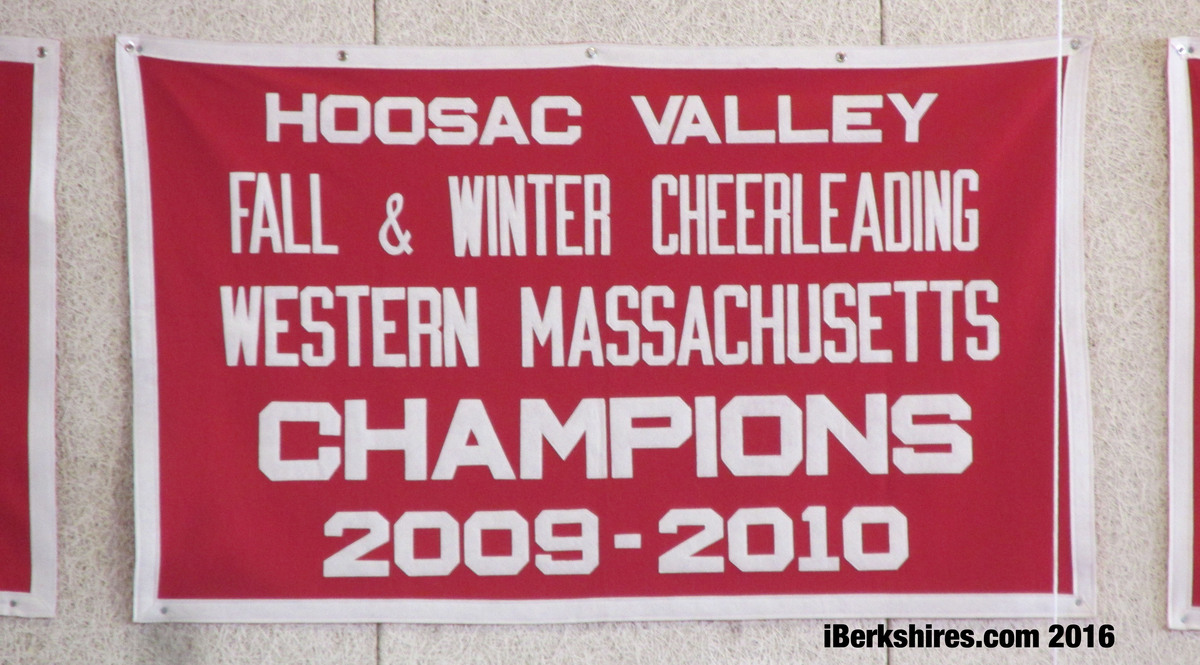 HOOSAC VALLEY
FALL & WINTER CHEERLEADING
WESTERN MASSACHUSETTS
CHAMPIONS
2009-2010
iBerkshires.com 2016